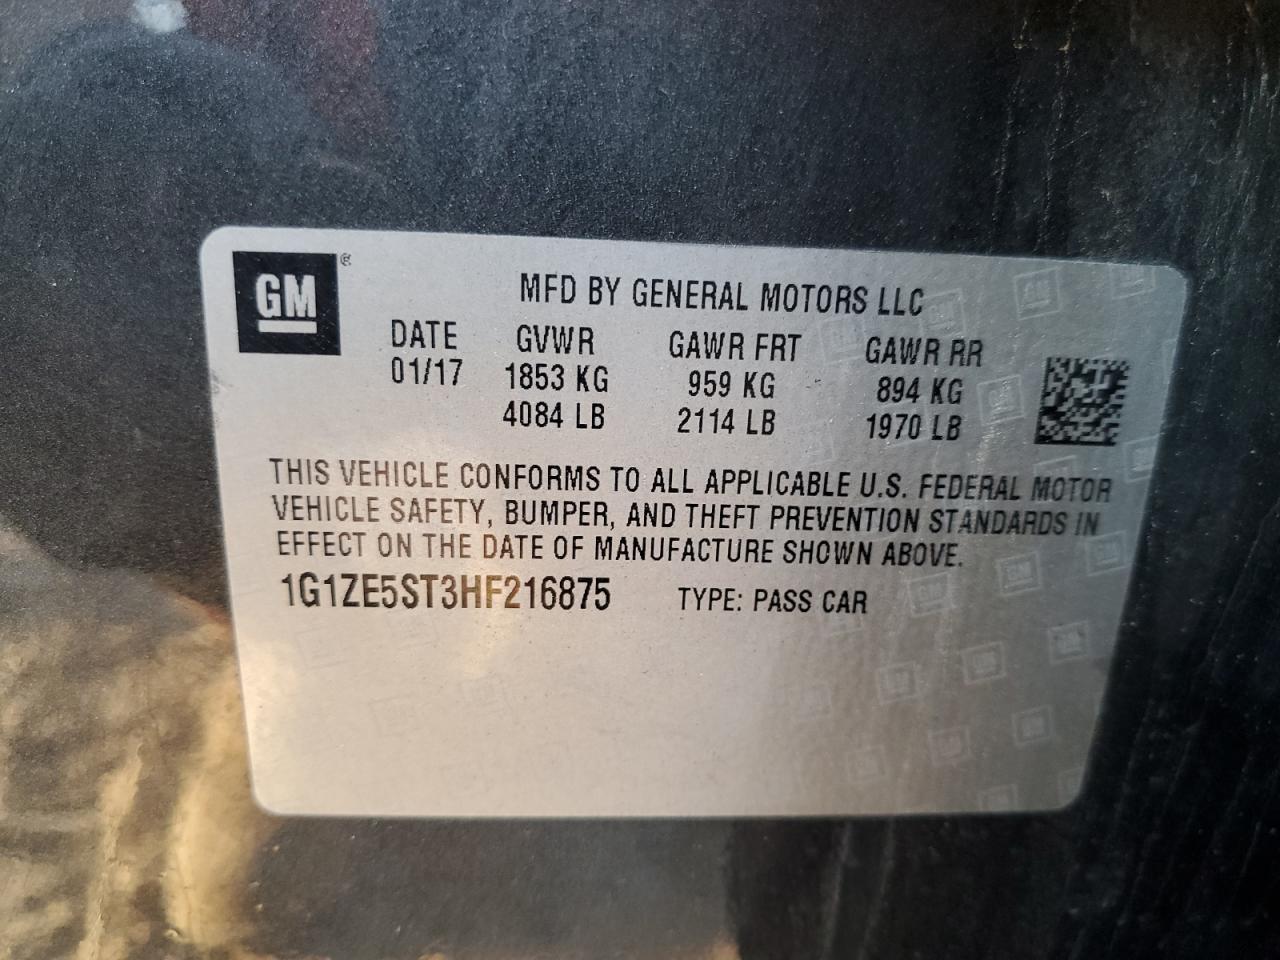 GM
MFD BY GENERAL MOTORS LLC
DATE GVWR GAWR FRT GAWR RR
01/17 1853 KG 959 KG 894 KG
4084 LB 2114 LB 1970 LB
THIS VEHICLE CONFORMS TO ALL APPLICABLE U.S. FEDERAL MOTOR
VEHICLE SAFETY, BUMPER, AND THEFT PREVENTION STANDARDS IN
EFFECT ON THE DATE OF MANUFACTURE SHOWN ABOVE.
1G1ZE5ST3HF216875 TYPE: PASS CAR